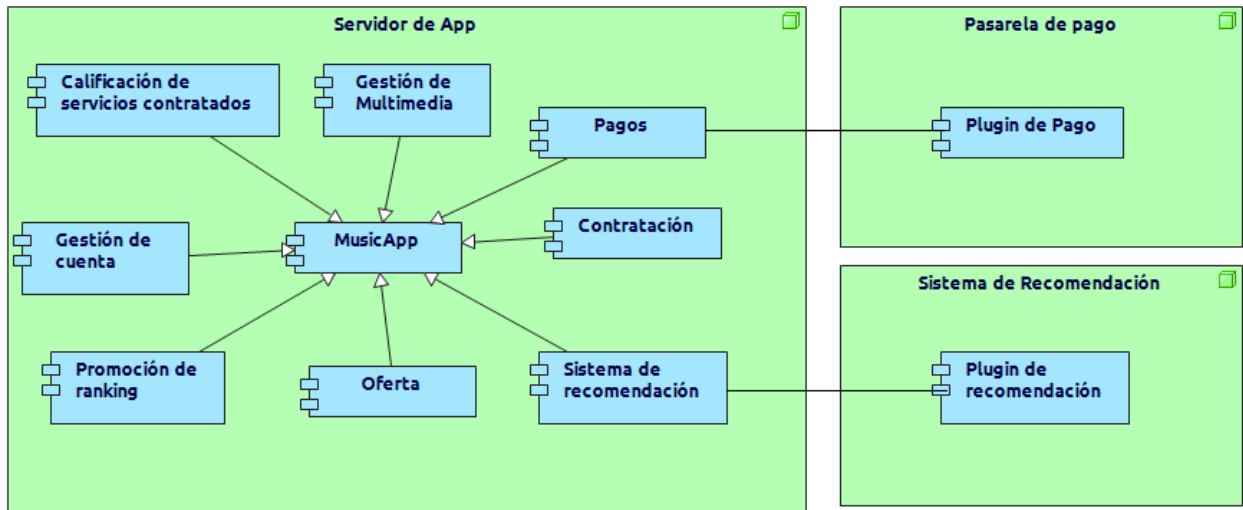 Servidor de App
Calificación de
servicios contratados
Gestión de
Multimedia
Pagos
Gestión de
cuenta
MusicApp
Contratación
Promoción de
ranking
Oferta
Sistema de
recomendación
Pasarela de pago
Plugin de Pago
Sistema de Recomendación
Plugin de
recomendación